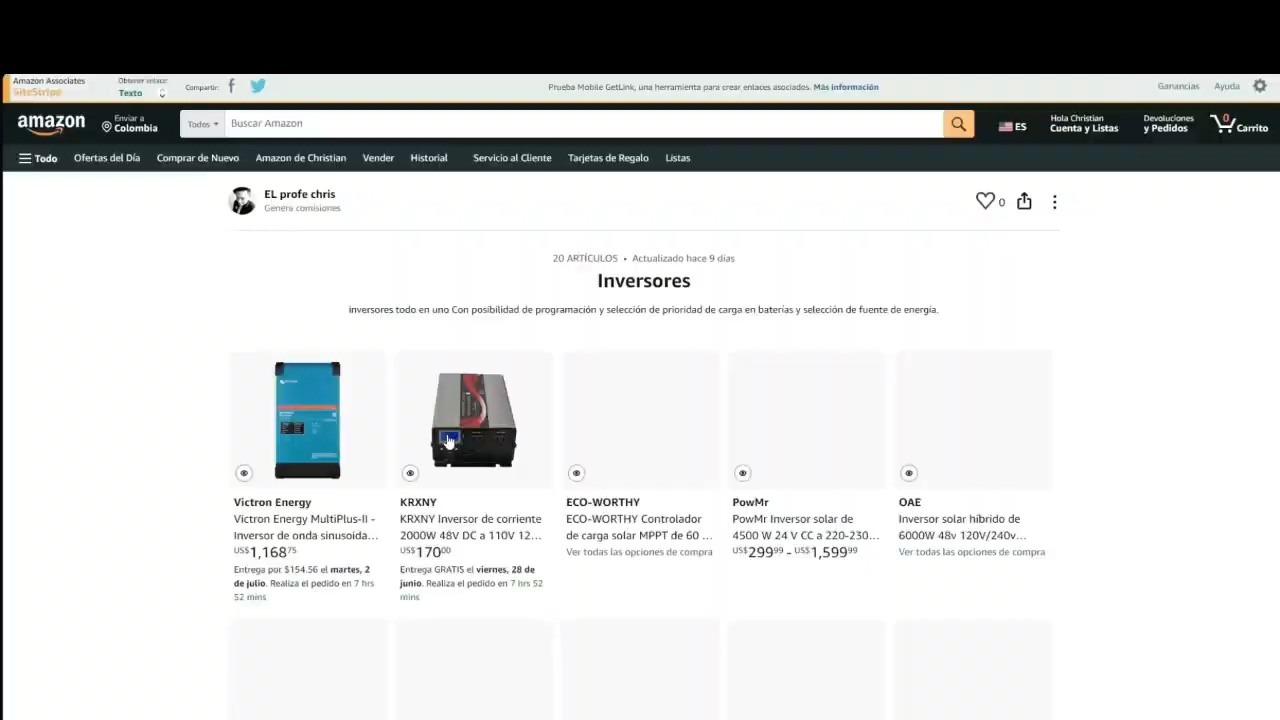 Amazon Associates
SiteStripe
Obtener enlace:
Texto
Compartir:
Prueba Mobile GetLink, una herramienta para crear enlaces asociados. Más información
Ganancias
Ayuda
amazon
Enviar a
Colombia
Todos
Buscar Amazon
ES
Hola Christian
Cuenta y Listas
Devoluciones
y Pedidos
0
Carrito
Todo
Ofertas del Día
Comprar de Nuevo
Amazon de Christian
Vender
Historial
Servicio al Cliente
Tarjetas de Regalo
Listas
EL profe chris
Genera comisiones
0
20 ARTÍCULOS • Actualizado hace 9 días
Inversores
inversores todo en uno Con posibilidad de programación y selección de prioridad de carga en baterías y selección de fuente de energía.
Victron Energy
Victron Energy MultiPlus-II -
Inversor de onda sinusoida...
US$1,16875
Entrega por $154.56 el martes, 2
de julio. Realiza el pedido en 7 hrs
52 mins
KRXNY
KRXNY Inversor de corriente
2000W 48V DC a 110V 12...
US$17000
Entrega GRATIS el viernes, 28 de
junio. Realiza el pedido en 7 hrs 52
mins
ECO-WORTHY
ECO-WORTHY Controlador
de carga solar MPPT de 60 ...
Ver todas las opciones de compra
PowMr
PowMr Inversor solar de
4500 W 24 V CC a 220-230...
US$29999 - US$1,59999
OAE
Inversor solar híbrido de
6000W 48v 120V/240v...
Ver todas las opciones de compra